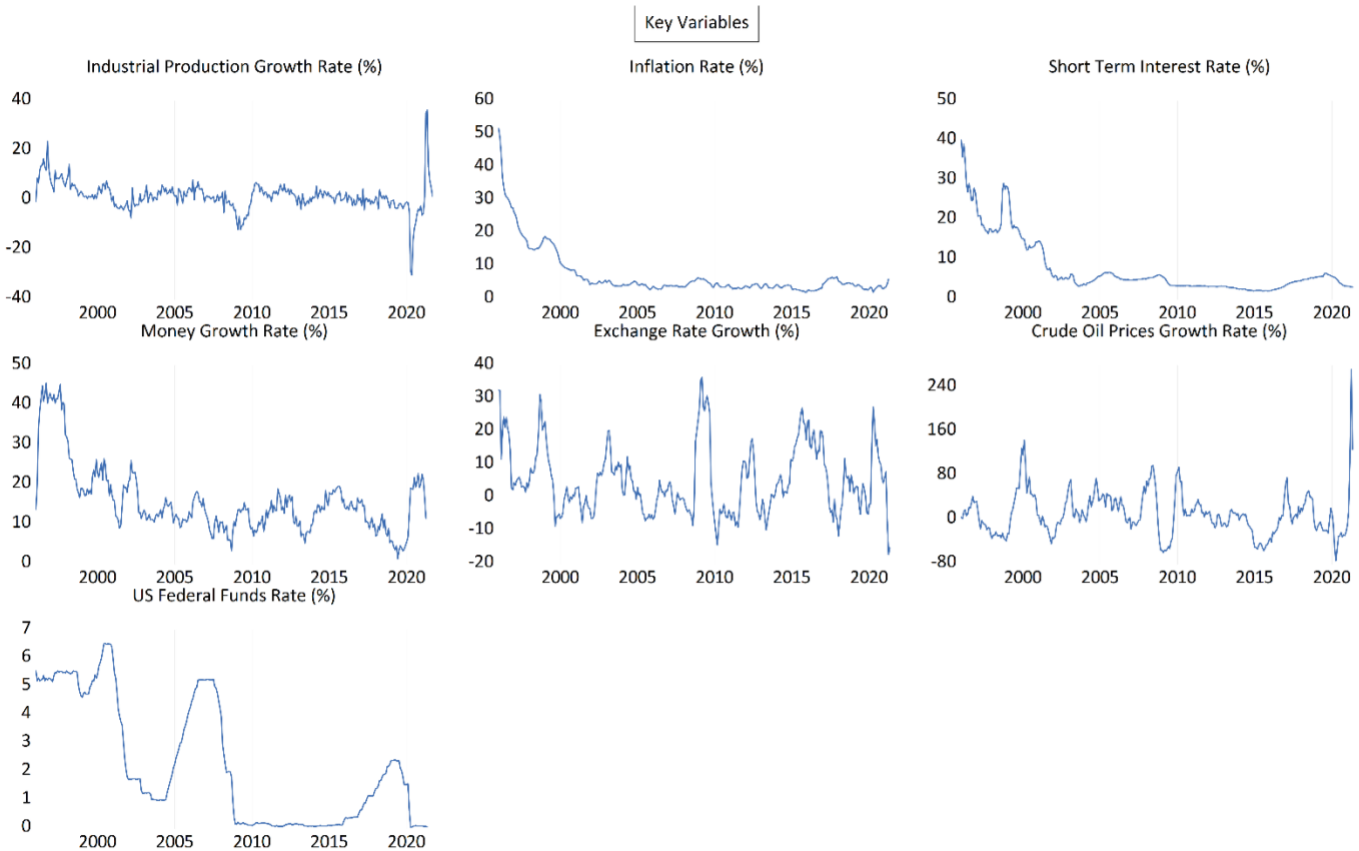 Key Variables
Industrial Production Growth Rate (%)
40
20
0
-20
-40
2000 2005 2010 2015 2020
Inflation Rate (%)
60
50
40
30
20
10
0
2000 2005 2010 2015 2020
Short Term Interest Rate (%)
50
40
30
20
10
0
2000 2005 2010 2015 2020
Money Growth Rate (%)
50
40
30
20
10
0
2000 2005 2010 2015 2020
Exchange Rate Growth (%)
40
30
20
10
0
-10
-20
2000 2005 2010 2015 2020
Crude Oil Prices Growth Rate (%)
240
160
80
0
-80
2000 2005 2010 2015 2020
US Federal Funds Rate (%)
7
6
5
4
3
2
1
0
2000 2005 2010 2015 2020